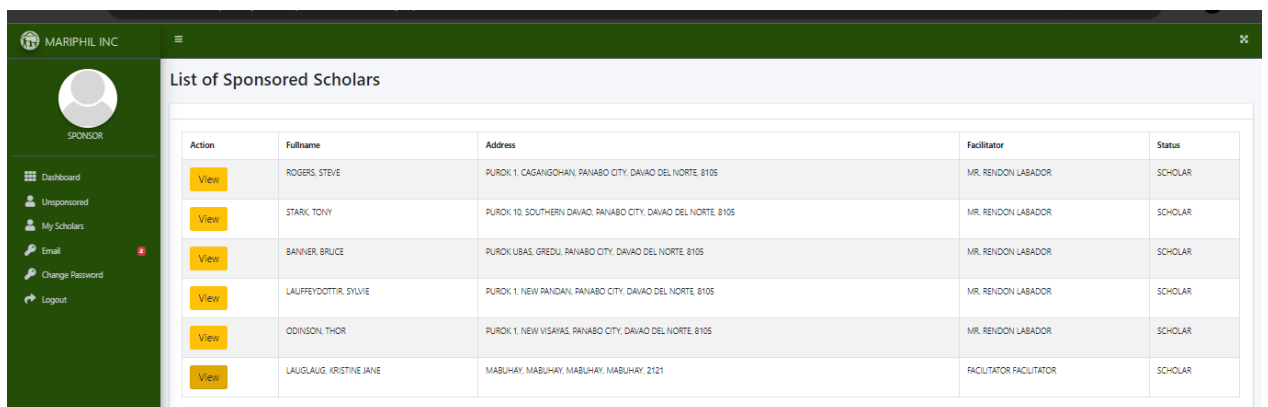 MARIPHIL INC
SPONSOR
Dashboard
Unsponsored
My Scholars
Email 2
Change Password
Logout
List of Sponsored Scholars
Action Fullname Address Facilitator Status
View ROGERS, STEVE PUROK 1, CAGANGOHAN, PANABO CITY, DAVAO DEL NORTE, 8105 MR. RENDON LABADOR SCHOLAR
View STARK, TONY PUROK 10, SOUTHERN DAVAO, PANABO CITY, DAVAO DEL NORTE, 8105 MR. RENDON LABADOR SCHOLAR
View BANNER, BRUCE PUROK UBAS, GREDU, PANABO CITY, DAVAO DEL NORTE, 8105 MR. RENDON LABADOR SCHOLAR
View LAUFFEYDOTTIR, SYLVIE PUROK 1, NEW PANDAN, PANABO CITY, DAVAO DEL NORTE, 8105 MR. RENDON LABADOR SCHOLAR
View ODINSON, THOR PUROK 1, NEW VISAYAS, PANABO CITY, DAVAO DEL NORTE, 8105 MR. RENDON LABADOR SCHOLAR
View LAUGLAUG, KRISTINE JANE MABUHAY, MABUHAY, MABUHAY, MABUHAY, 2121 FACILITATOR FACILITATOR SCHOLAR